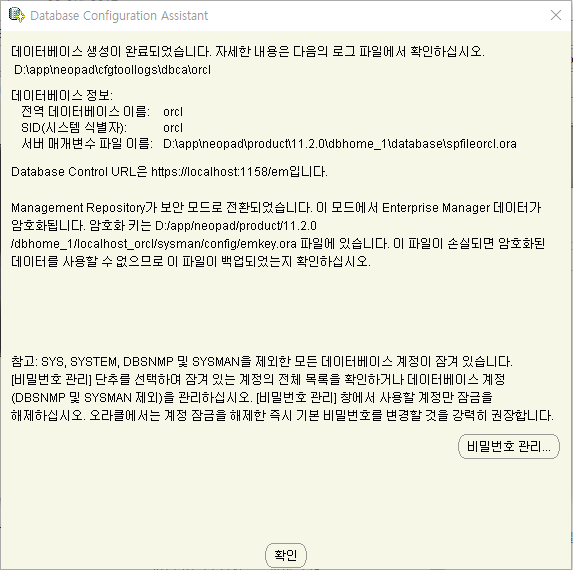 Database Configuration Assistant
데이터베이스 생성이 완료되었습니다. 자세한 내용은 다음의 로그 파일에서 확인하십시오.
D:\app\neopad\cfgtoollogs\dbca\orcl
데이터베이스 정보:
전역 데이터베이스 이름: orcl
SID(시스템 식별자): orcl
서버 매개변수 파일 이름: D:\app\neopad\product\11.2.0\dbhome_1\database\spfileorcl.ora
Database Control URL은 https://localhost:1158/em입니다.
Management Repository가 보안 모드로 전환되었습니다. 이 모드에서 Enterprise Manager 데이터가
암호화됩니다. 암호화 키는 D:/app/neopad/product/11.2.0
/dbhome_1/localhost_orcl/sysman/config/emkey.ora 파일에 있습니다. 이 파일이 손실되면 암호화된
데이터를 사용할 수 없으므로 이 파일이 백업되었는지 확인하십시오.
참고: SYS, SYSTEM, DBSNMP 및 SYSMAN을 제외한 모든 데이터베이스 계정이 잠겨 있습니다.
[비밀번호 관리] 단추를 선택하여 잠겨 있는 계정의 전체 목록을 확인하거나 데이터베이스 계정
(DBSNMP 및 SYSMAN 제외)을 관리하십시오. [비밀번호 관리] 창에서 사용할 계정만 잠금을
해제하십시오. 오라클에서는 계정 잠금을 해제한 즉시 기본 비밀번호를 변경할 것을 강력히 권장합니다.
비밀번호 관리...
확인